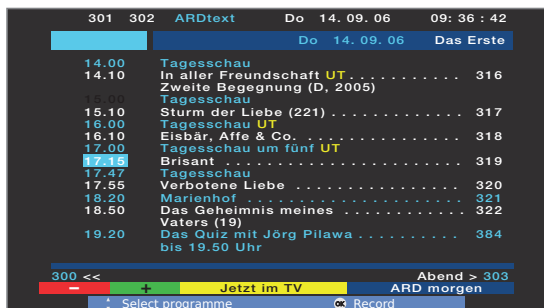 301 302 ARDtext Do 14. 09. 06 09: 36 : 42
Do 14. 09. 06 Das Erste
14.00 Tagesschau
14.10 In aller Freundschaft UT . . . . . . . . . . . 316
Zweite Begegnung (D, 2005)
15.00 Tagesschau
15.10 Sturm der Liebe (221) . . . . . . . . . . . . 317
16.00 Tagesschau UT
16.10 Eisbär, Affe & Co. . . . . . . . . . . . . . . 318
17.00 Tagesschau um fünf UT
17.15 Brisant . . . . . . . . . . . . . . . . . . . . . 319
17.47 Tagesschau
17.55 Verbotene Liebe . . . . . . . . . . . . . . . 320
18.20 Marienhof . . . . . . . . . . . . . . . . . . 321
18.50 Das Geheimnis meines . . . . . . . . . . . 322
Vaters (19)
19.20 Das Quiz mit Jörg Pilawa . . . . . . . . . 384
bis 19.50 Uhr
300 << Abend > 303
− + Jetzt im TV ARD morgen
Select programme OK Record